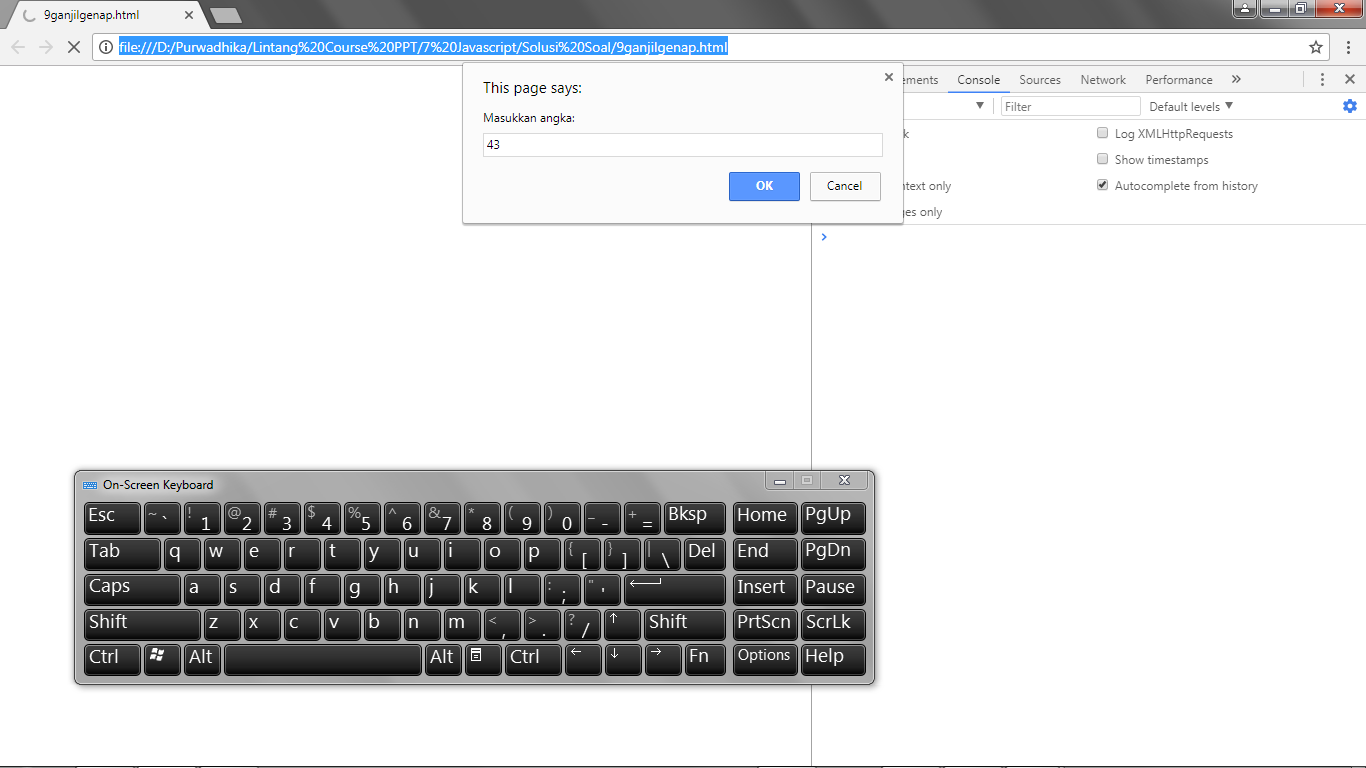 9ganjilgenap.html
file:///D:/Purwadhika/Lintang%20Course%20PPT/7%20Javascript/Solusi%20Soal/9ganjilgenap.html
This page says:
Masukkan angka:
43
OK Cancel
ements Console Sources Network Performance »
Filter Default levels
k Log XMLHttpRequests
Show timestamps
ntext only Autocomplete from history
es only
>
On-Screen Keyboard
Esc ~ ` ! 1 @ 2 # 3 $ 4 % 5 ^ 6 & 7 * 8 ( 9 ) 0 _ - + = Bksp Home PgUp
Tab q w e r t y u i o p { [ } ] | \ Del End PgDn
Caps a s d f g h j k l : ; " ' Insert Pause
Shift z x c v b n m < , > . ? / ↑ Shift PrtScn ScrLk
Ctrl Alt Alt Ctrl ← ↓ → Fn Options Help